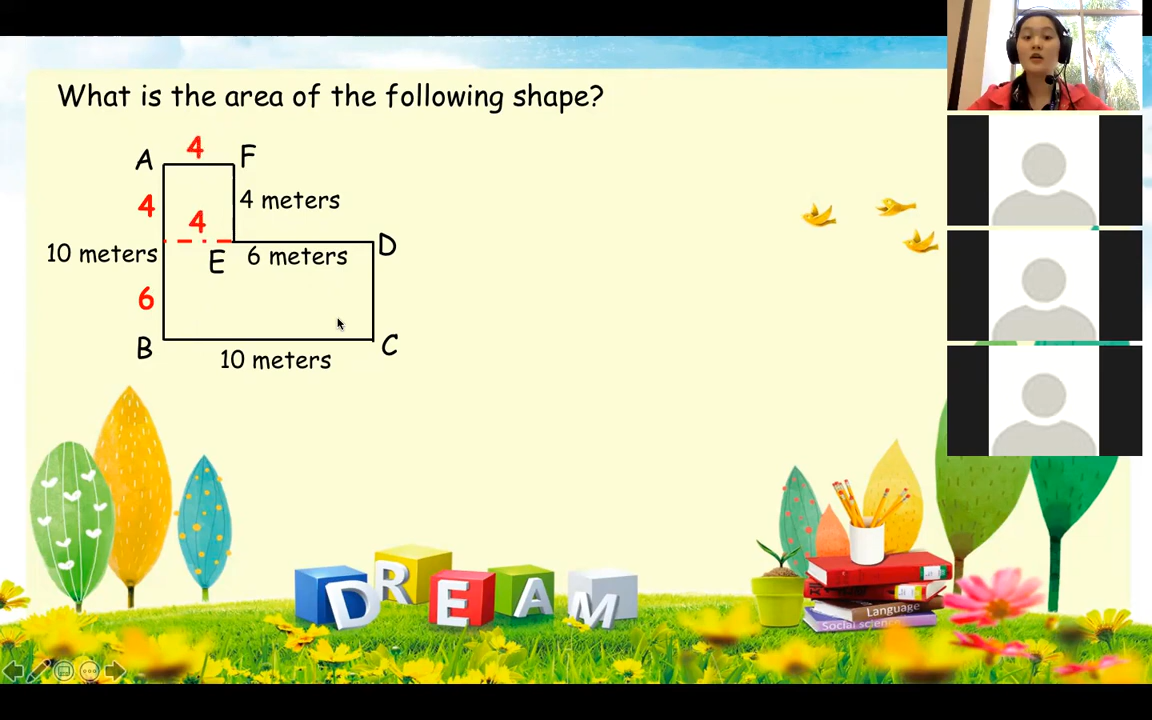 What is the area of the following shape?
4
A
F
4
4 meters
4
10 meters
E
6 meters
D
6
B
C
10 meters
DREAM
Language
Social science